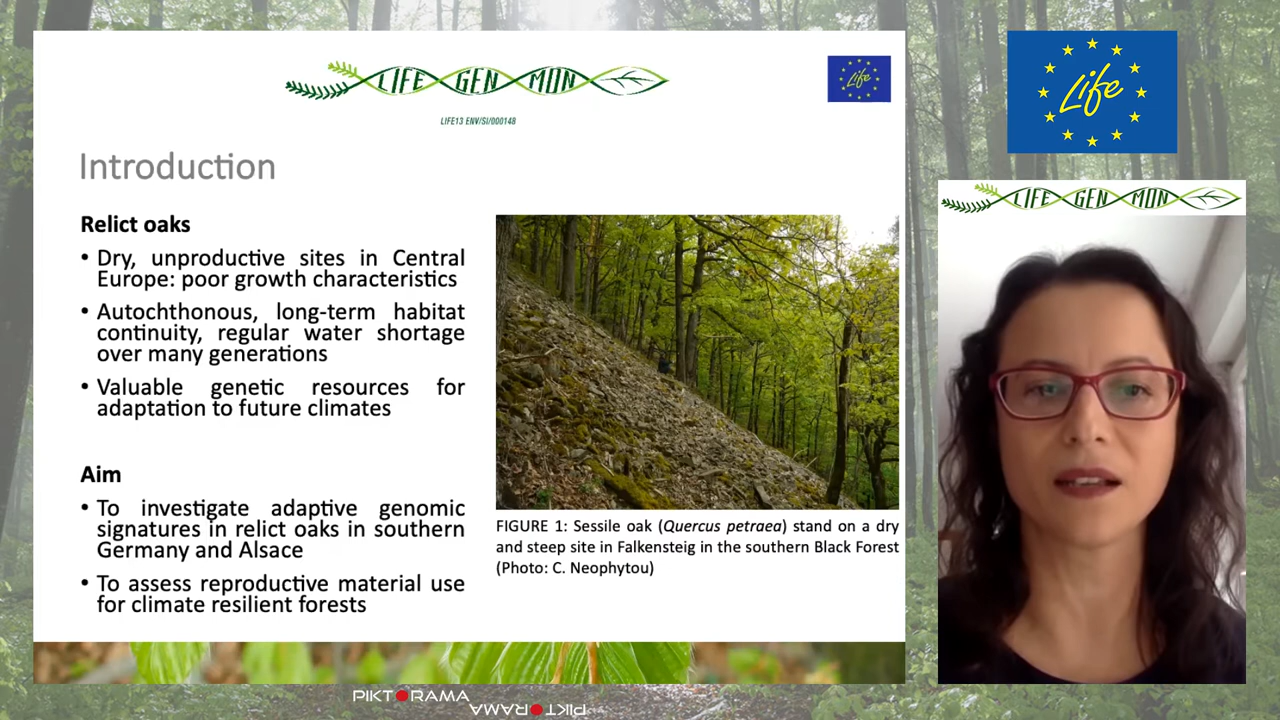 LIFE GEN MON
LIFE13 ENV/SI/000148
Life
Introduction
Relict oaks
• Dry, unproductive sites in Central
Europe: poor growth characteristics
• Autochthonous, long-term habitat
continuity, regular water shortage
over many generations
• Valuable genetic resources for
adaptation to future climates
Aim
• To investigate adaptive genomic
signatures in relict oaks in southern
Germany and Alsace
• To assess reproductive material use
for climate resilient forests
FIGURE 1: Sessile oak (Quercus petraea) stand on a dry
and steep site in Falkensteig in the southern Black Forest
(Photo: C. Neophytou)
Life
LIFE GEN MON
PIKTORAMA
PIKTORAMA